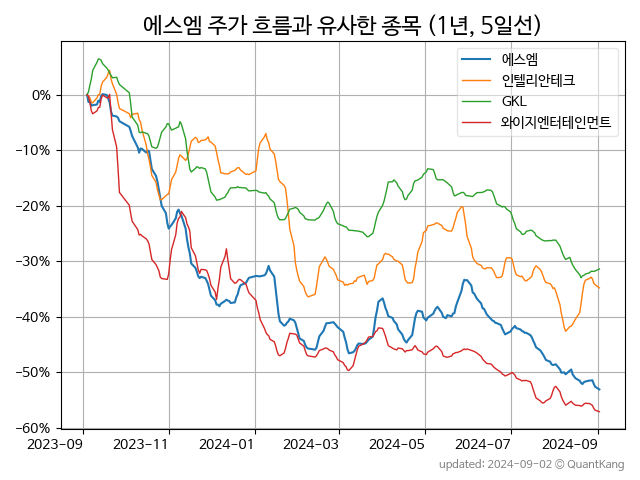 에스엠 주가 흐름과 유사한 종목 (1년, 5일선)
에스엠
인텔리안테크
GKL
와이지엔터테인먼트
0%
−10%
−20%
−30%
−40%
−50%
−60%
2023-09 2023-11 2024-01 2024-03 2024-05 2024-07 2024-09
updated: 2024-09-02 © QuantKang